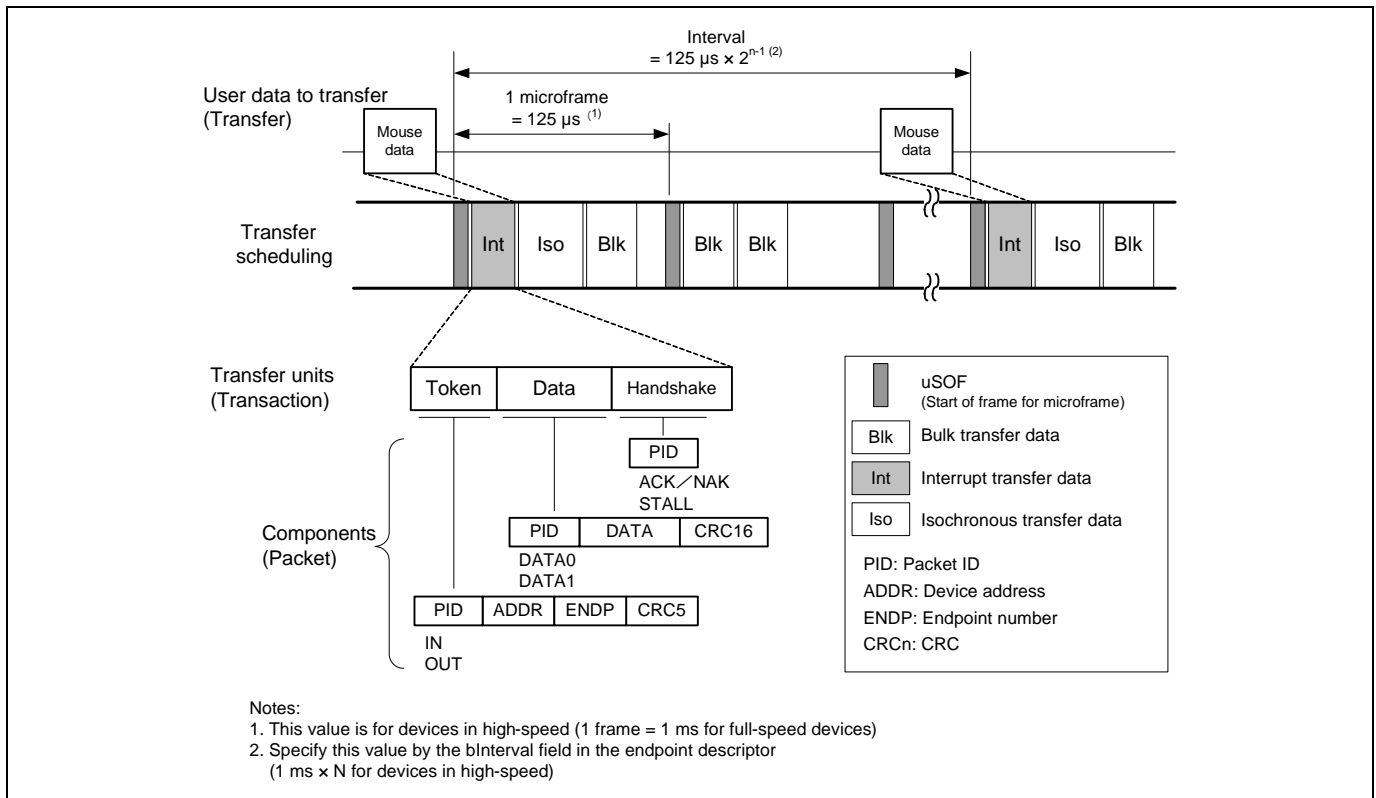 Interval
= 125 µs × 2ⁿ⁻¹ ⁽²⁾
User data to transfer
(Transfer)
1 microframe
= 125 µs ⁽¹⁾
Mouse
data
Mouse
data
Transfer
scheduling
Int
Iso
Blk
Blk
Blk
Int
Iso
Blk
Transfer units
(Transaction)
Token
Data
Handshake
PID
ACK／NAK
STALL
Components
(Packet)
PID
DATA
CRC16
DATA0
DATA1
PID
ADDR
ENDP
CRC5
IN
OUT
uSOF
(Start of frame for microframe)
Blk
Bulk transfer data
Int
Interrupt transfer data
Iso
Isochronous transfer data
PID: Packet ID
ADDR: Device address
ENDP: Endpoint number
CRCn: CRC
Notes:
1. This value is for devices in high-speed (1 frame = 1 ms for full-speed devices)
2. Specify this value by the bInterval field in the endpoint descriptor
(1 ms × N for devices in high-speed)